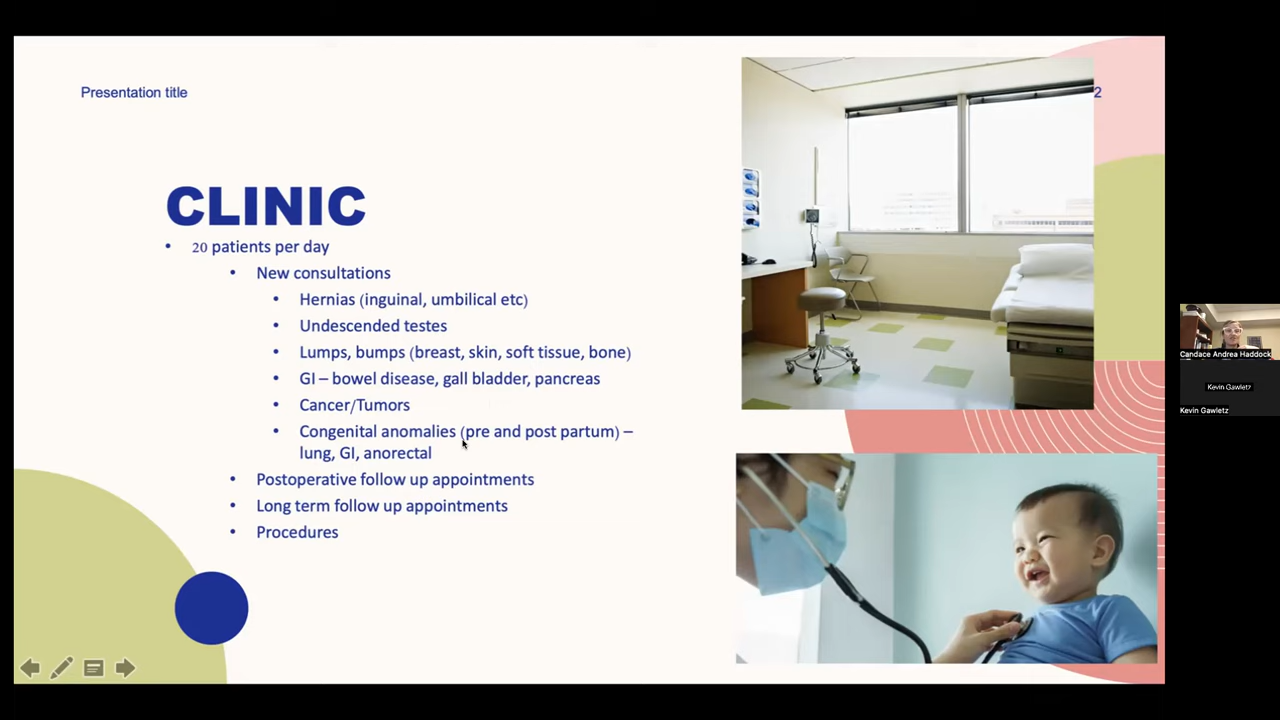 Presentation title
2
CLINIC
• 20 patients per day
• New consultations
• Hernias (inguinal, umbilical etc)
• Undescended testes
• Lumps, bumps (breast, skin, soft tissue, bone)
• GI – bowel disease, gall bladder, pancreas
• Cancer/Tumors
• Congenital anomalies (pre and post partum) –
lung, GI, anorectal
• Postoperative follow up appointments
• Long term follow up appointments
• Procedures
Candace Andrea Haddock
Kevin Gawletz
Kevin Gawletz